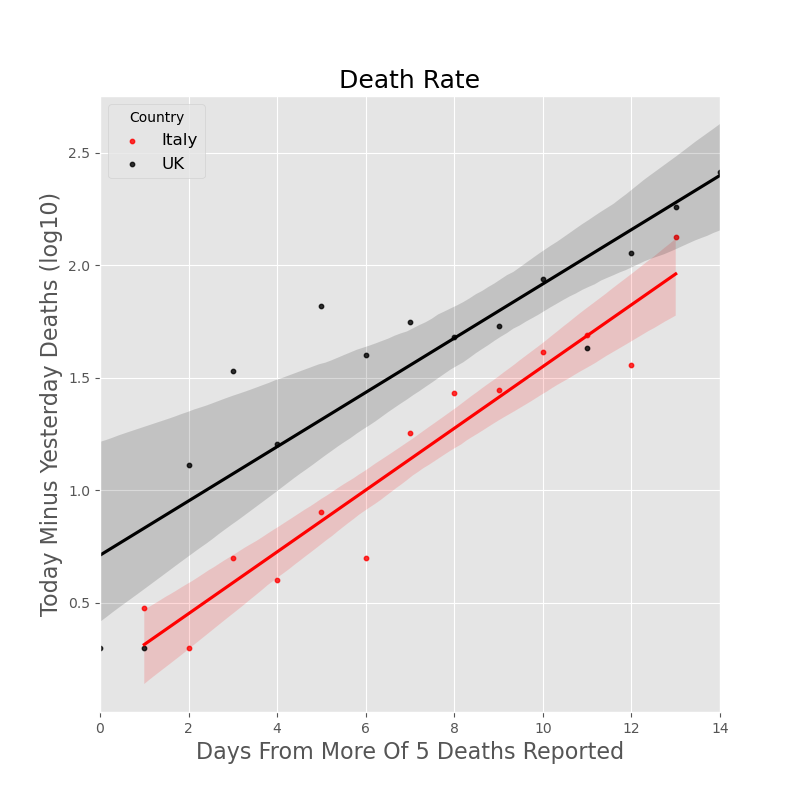 Death Rate
Country
Italy
UK
Today Minus Yesterday Deaths (log10)
2.5
2.0
1.5
1.0
0.5
0 2 4 6 8 10 12 14
Days From More Of 5 Deaths Reported